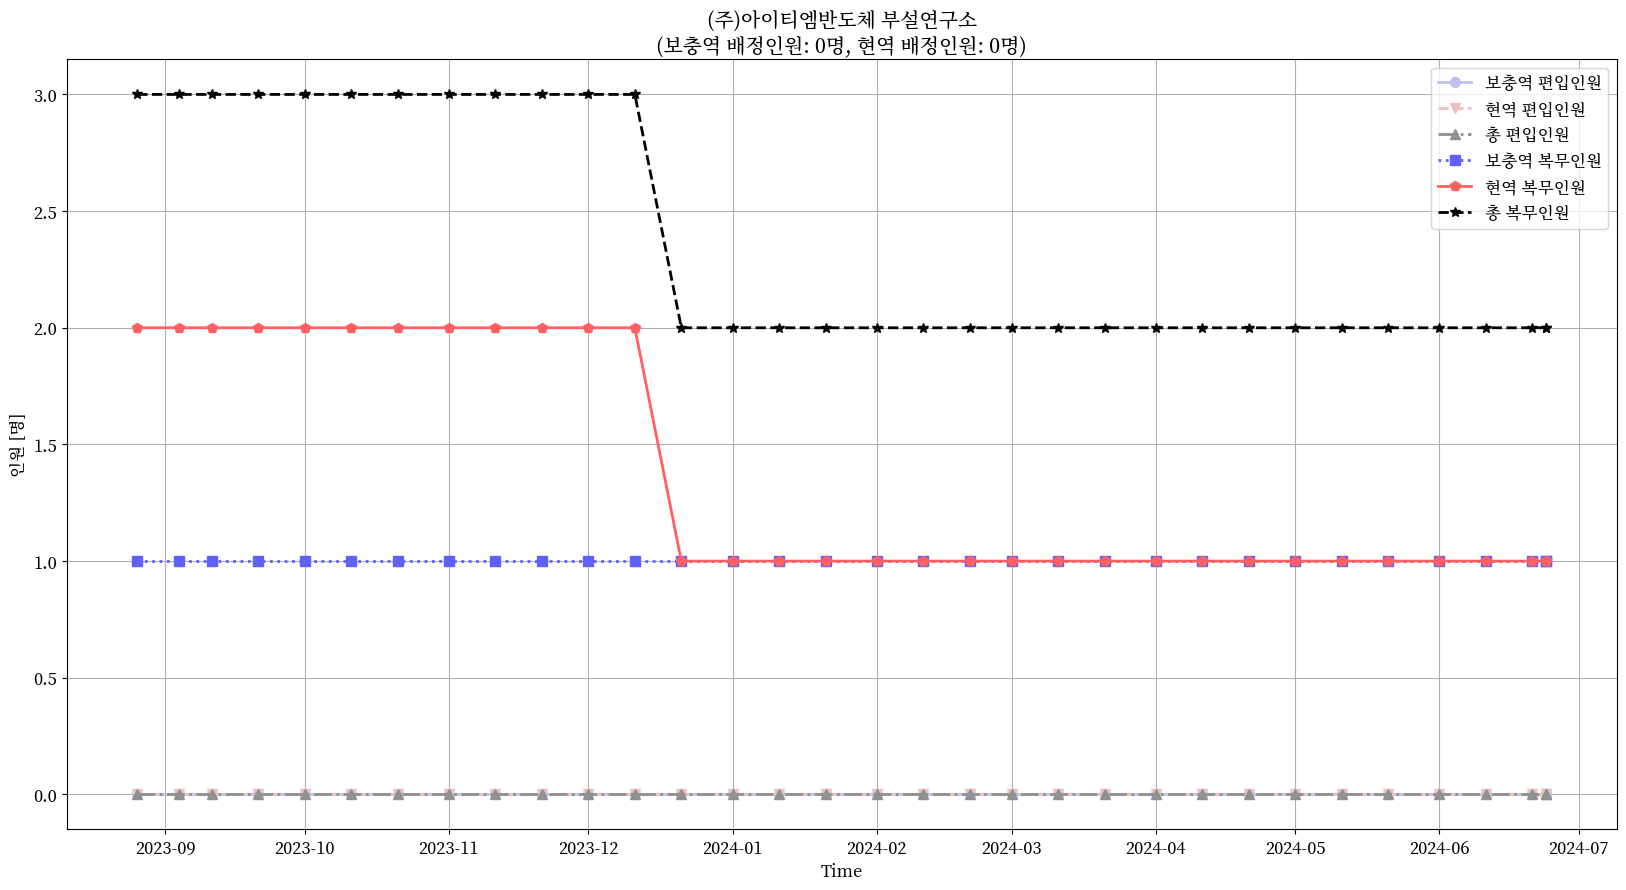 (주)아이티엠반도체 부설연구소
(보충역 배정인원: 0명, 현역 배정인원: 0명)
보충역 편입인원
현역 편입인원
총 편입인원
보충역 복무인원
현역 복무인원
총 복무인원
인원 [명]
3.0
2.5
2.0
1.5
1.0
0.5
0.0
2023-09 2023-10 2023-11 2023-12 2024-01 2024-02 2024-03 2024-04 2024-05 2024-06 2024-07
Time